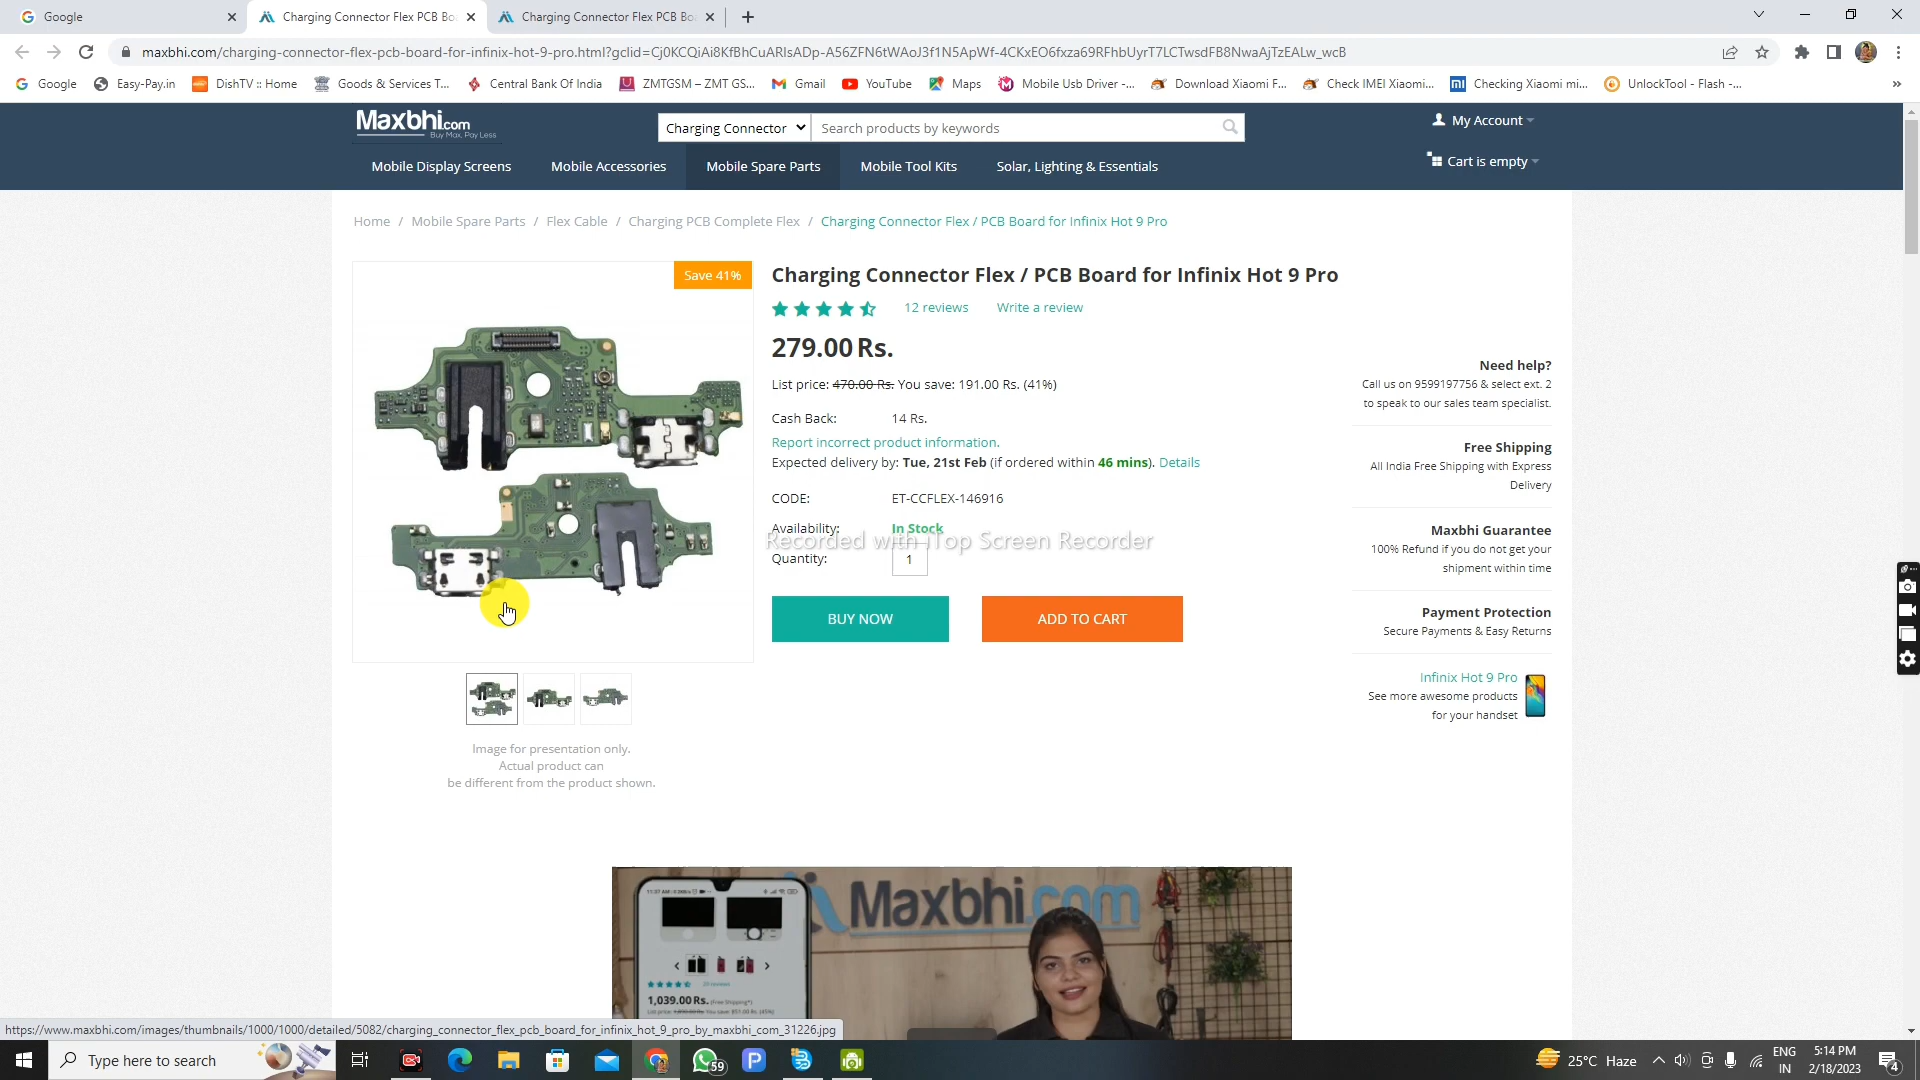 Google
Charging Connector Flex PCB Bo
Charging Connector Flex PCB Bo
maxbhi.com/charging-connector-flex-pcb-board-for-infinix-hot-9-pro.html?gclid=Cj0KCQiAi8KfBhCuARIsADp-A56ZFN6tWAoJ3f1N5ApWf-4CKxEO6fxza69RFhbUyrT7LCTwsdFB8NwaAjTzEALw_wcB
Google Easy-Pay.in DishTV :: Home Goods & Services T... Central Bank Of India ZMTGSM – ZMT GS... Gmail YouTube Maps Mobile Usb Driver -... Download Xiaomi F... Check IMEI Xiaomi... Checking Xiaomi mi... UnlockTool - Flash -... »
Maxbhi.com
Buy Max, Pay Less
Charging Connector Search products by keywords
My Account
Mobile Display Screens Mobile Accessories Mobile Spare Parts Mobile Tool Kits Solar, Lighting & Essentials
Cart is empty
Home / Mobile Spare Parts / Flex Cable / Charging PCB Complete Flex / Charging Connector Flex / PCB Board for Infinix Hot 9 Pro
Save 41%
Charging Connector Flex / PCB Board for Infinix Hot 9 Pro
12 reviews Write a review
279.00 Rs.
List price: 470.00 Rs. You save: 191.00 Rs. (41%)
Cash Back: 14 Rs.
Report incorrect product information.
Expected delivery by: Tue, 21st Feb (if ordered within 46 mins). Details
CODE: ET-CCFLEX-146916
Availability: In Stock
Recorded with iTop Screen Recorder
Quantity: 1
BUY NOW ADD TO CART
Need help?
Call us on 9599197756 & select ext. 2
to speak to our sales team specialist.
Free Shipping
All India Free Shipping with Express
Delivery
Maxbhi Guarantee
100% Refund if you do not get your
shipment within time
Payment Protection
Secure Payments & Easy Returns
Infinix Hot 9 Pro
See more awesome products
for your handset
Image for presentation only.
Actual product can
be different from the product shown.
Maxbhi.com
1,039.00 Rs. (Free Shipping*)
https://www.maxbhi.com/images/thumbnails/1000/1000/detailed/5082/charging_connector_flex_pcb_board_for_infinix_hot_9_pro_by_maxbhi_com_31226.jpg
Type here to search
59
25°C Haze
ENG
IN
5:14 PM
2/18/2023
4